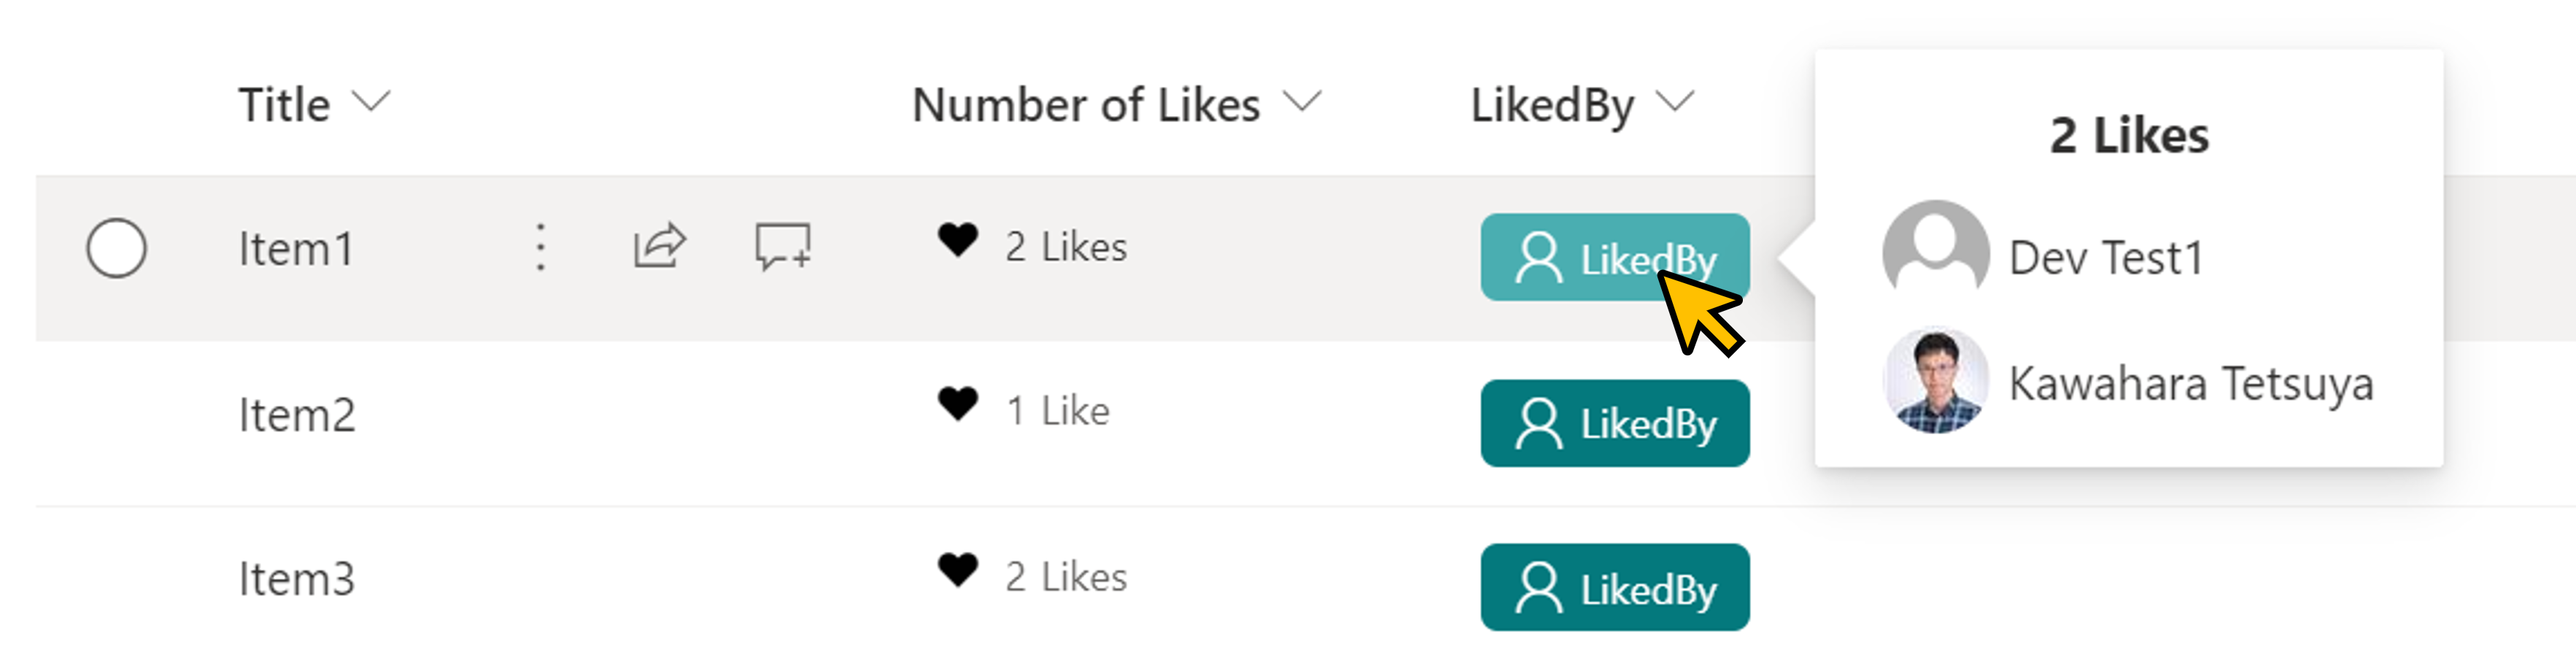 Title Number of Likes LikedBy
2 Likes
Item1 2 Likes LikedBy
Dev Test1
Kawahara Tetsuya
Item2 1 Like LikedBy
Item3 2 Likes LikedBy